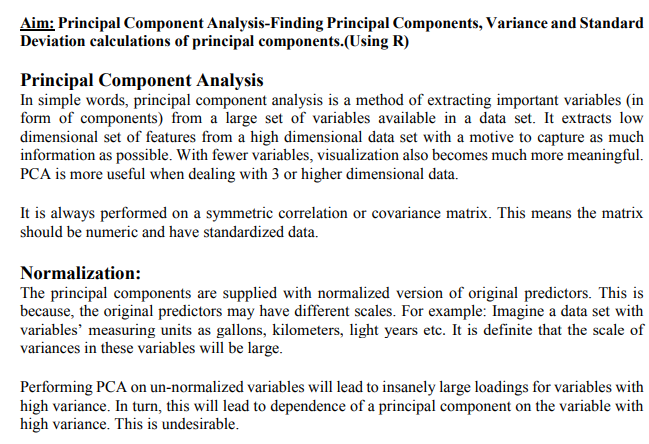 Aim: Principal Component Analysis-Finding Principal Components, Variance and Standard
Deviation calculations of principal components.(Using R)
Principal Component Analysis
In simple words, principal component analysis is a method of extracting important variables (in
form of components) from a large set of variables available in a data set. It extracts low
dimensional set of features from a high dimensional data set with a motive to capture as much
information as possible. With fewer variables, visualization also becomes much more meaningful.
PCA is more useful when dealing with 3 or higher dimensional data.
It is always performed on a symmetric correlation or covariance matrix. This means the matrix
should be numeric and have standardized data.
Normalization:
The principal components are supplied with normalized version of original predictors. This is
because, the original predictors may have different scales. For example: Imagine a data set with
variables’ measuring units as gallons, kilometers, light years etc. It is definite that the scale of
variances in these variables will be large.
Performing PCA on un-normalized variables will lead to insanely large loadings for variables with
high variance. In turn, this will lead to dependence of a principal component on the variable with
high variance. This is undesirable.